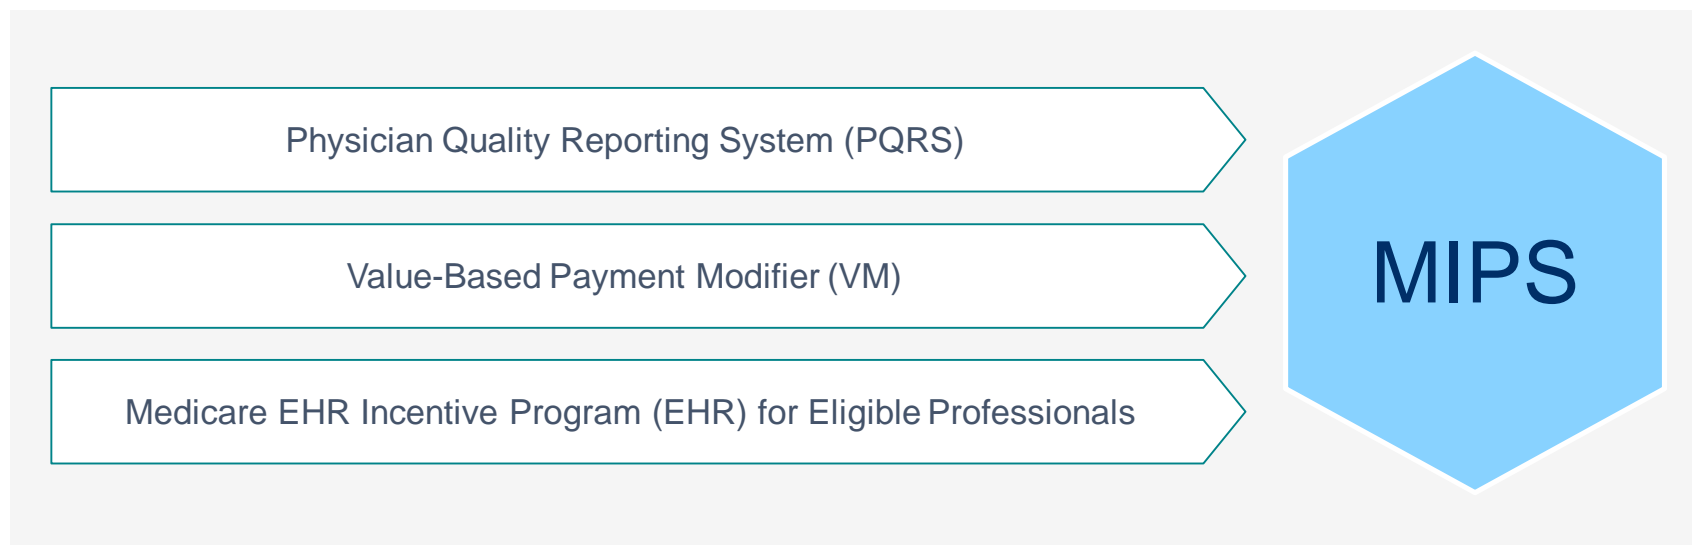 Physician Quality Reporting System (PQRS)
Value-Based Payment Modifier (VM)
Medicare EHR Incentive Program (EHR) for Eligible Professionals
MIPS